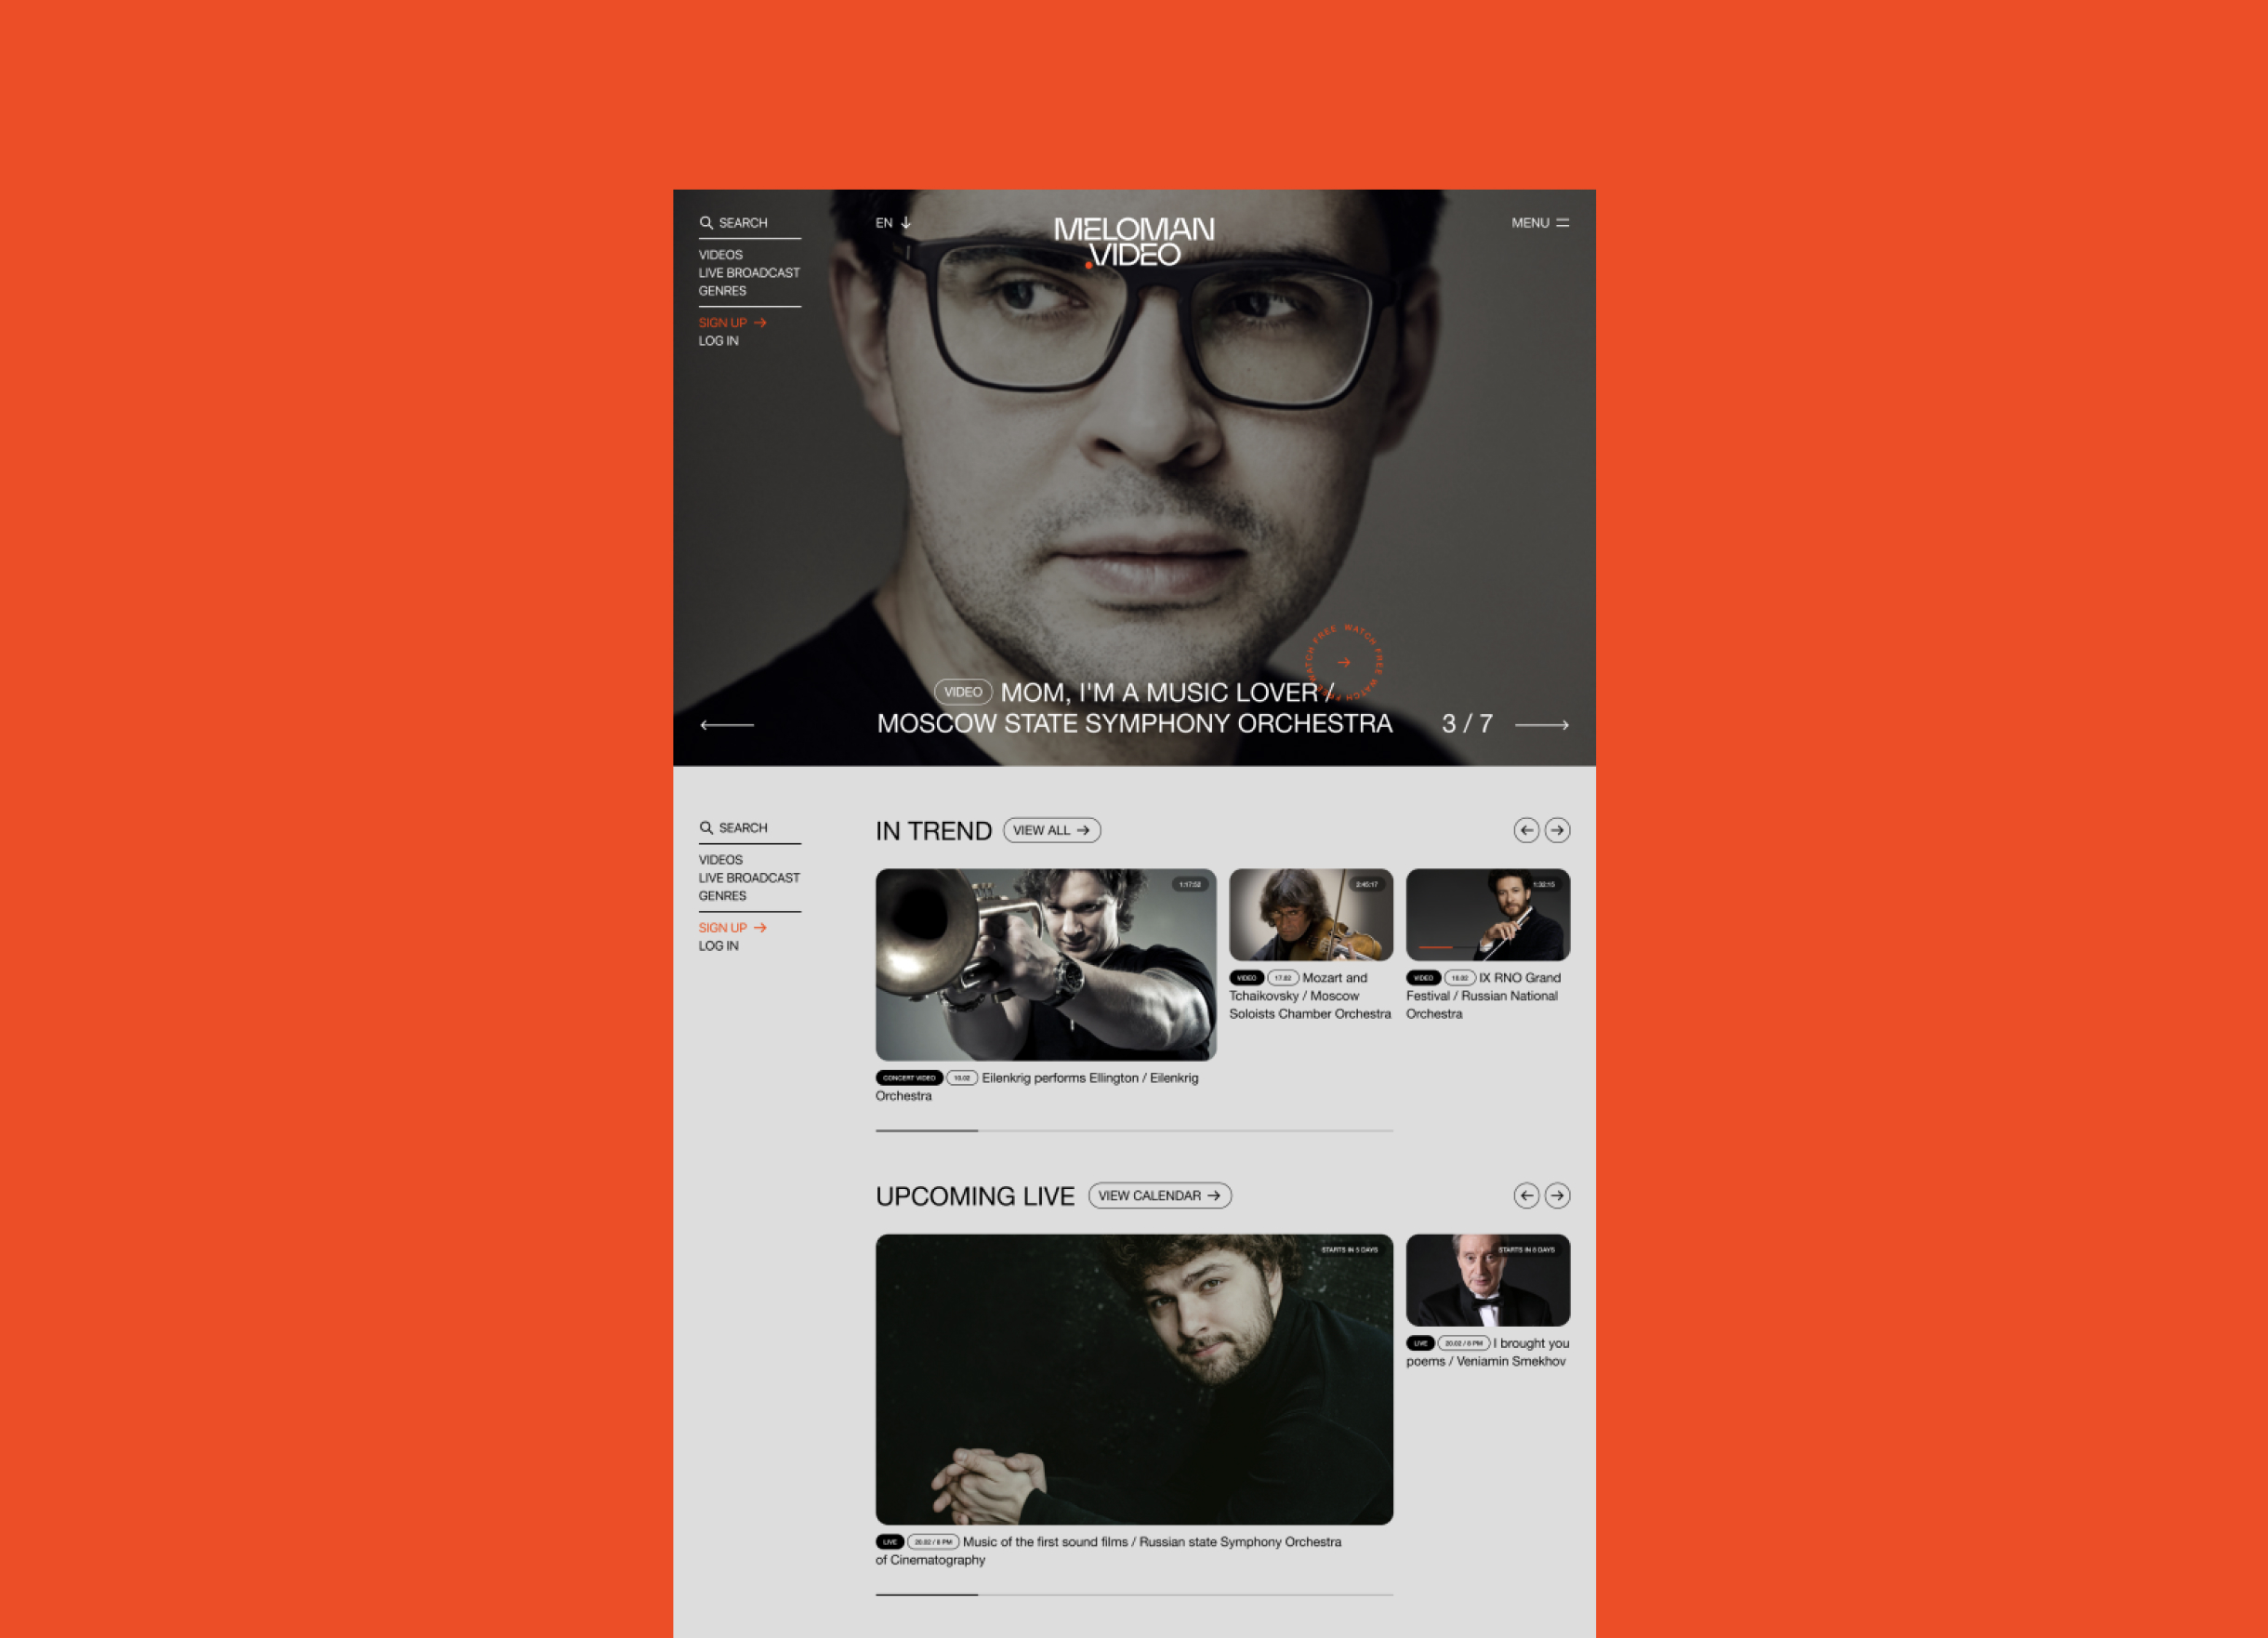 SEARCH
EN
MELOMAN
VIDEO
MENU
VIDEOS
LIVE BROADCAST
GENRES
SIGN UP
LOG IN
WATCH FREE WATCH FREE WATCH FREE
VIDEO MOM, I'M A MUSIC LOVER /
MOSCOW STATE SYMPHONY ORCHESTRA
3 / 7
SEARCH
VIDEOS
LIVE BROADCAST
GENRES
SIGN UP
LOG IN
IN TREND VIEW ALL
1:17:52
2:45:17
1:32:15
CONCERT VIDEO 10.02 Eilenkrig performs Ellington / Eilenkrig
Orchestra
VIDEO 17.02 Mozart and
Tchaikovsky / Moscow
Soloists Chamber Orchestra
VIDEO 18.02 IX RNO Grand
Festival / Russian National
Orchestra
UPCOMING LIVE VIEW CALENDAR
STARTS IN 5 DAYS
STARTS IN 6 DAYS
LIVE 20.02 / 8 PM Music of the first sound films / Russian state Symphony Orchestra
of Cinematography
LIVE 20.02 / 8 PM I brought you
poems / Veniamin Smekhov